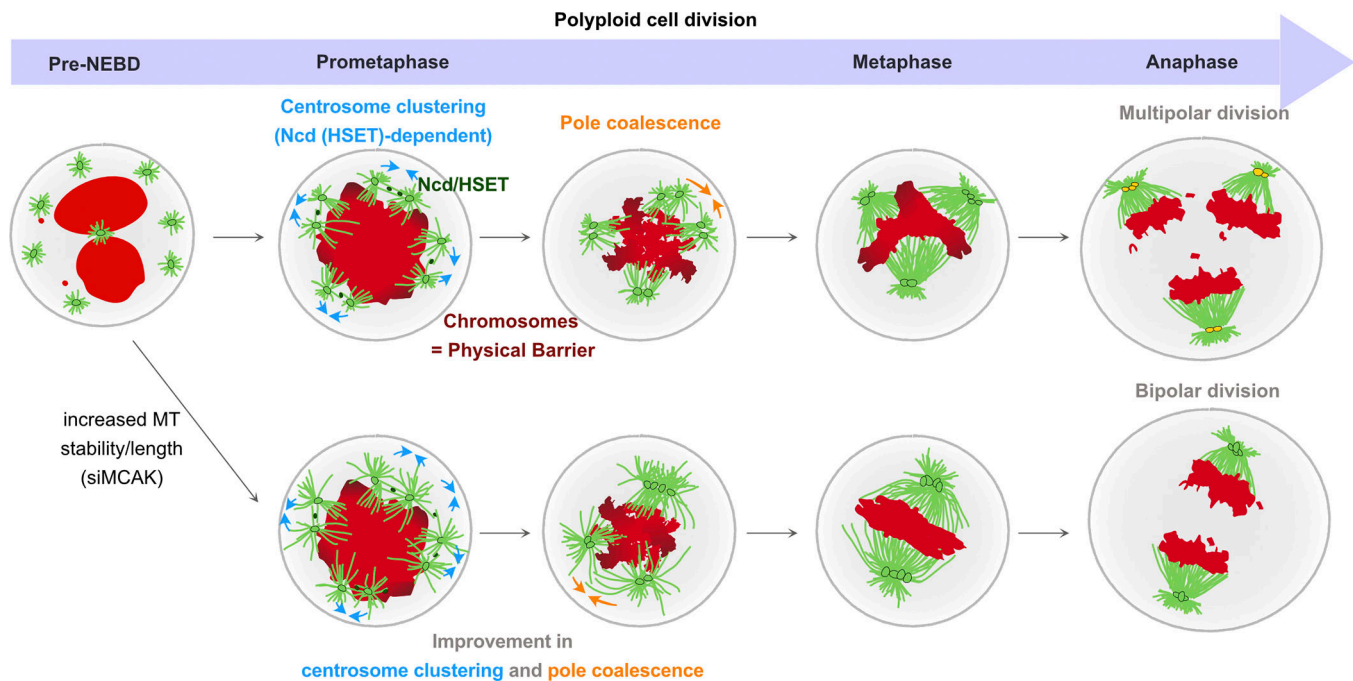 Polyploid cell division
Pre-NEBD
Prometaphase
Metaphase
Anaphase
Centrosome clustering
(Ncd (HSET)-dependent)
Pole coalescence
Multipolar division
Ncd/HSET
Chromosomes
= Physical Barrier
increased MT
stability/length
(siMCAK)
Bipolar division
Improvement in
centrosome clustering and pole coalescence